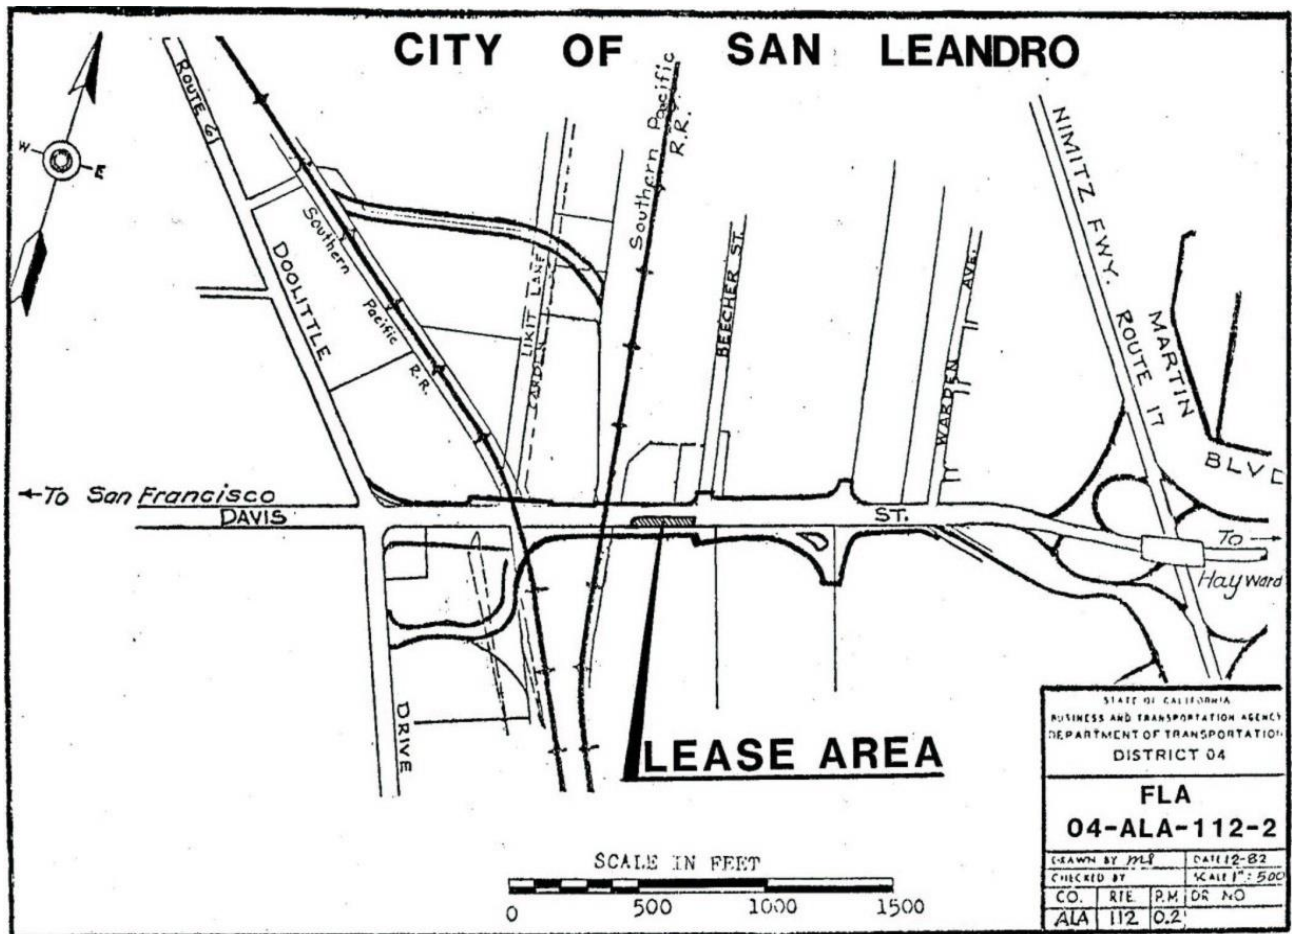 CITY OF SAN LEANDRO
W
E
ROUTE 61
DOOLITTLE
DRIVE
Southern
Pacific
R.R.
LIKIT LANE
CARDEN
Southern Pacific
R.R.
BEECHER ST.
WARDEN AVE.
NIMITZ FWY.
ROUTE 17
MARTIN
BLVD
←To San Francisco
DAVIS
ST.
To →
Hayward
LEASE AREA
SCALE IN FEET
0 500 1000 1500
STATE OF CALIFORNIA
BUSINESS AND TRANSPORTATION AGENCY
DEPARTMENT OF TRANSPORTATION
DISTRICT 04
FLA
04-ALA-112-2
DRAWN BY MS DATE 12-82
CHECKED BY SCALE 1"=500
CO. RTE P.M DR NO
ALA 112 0.2